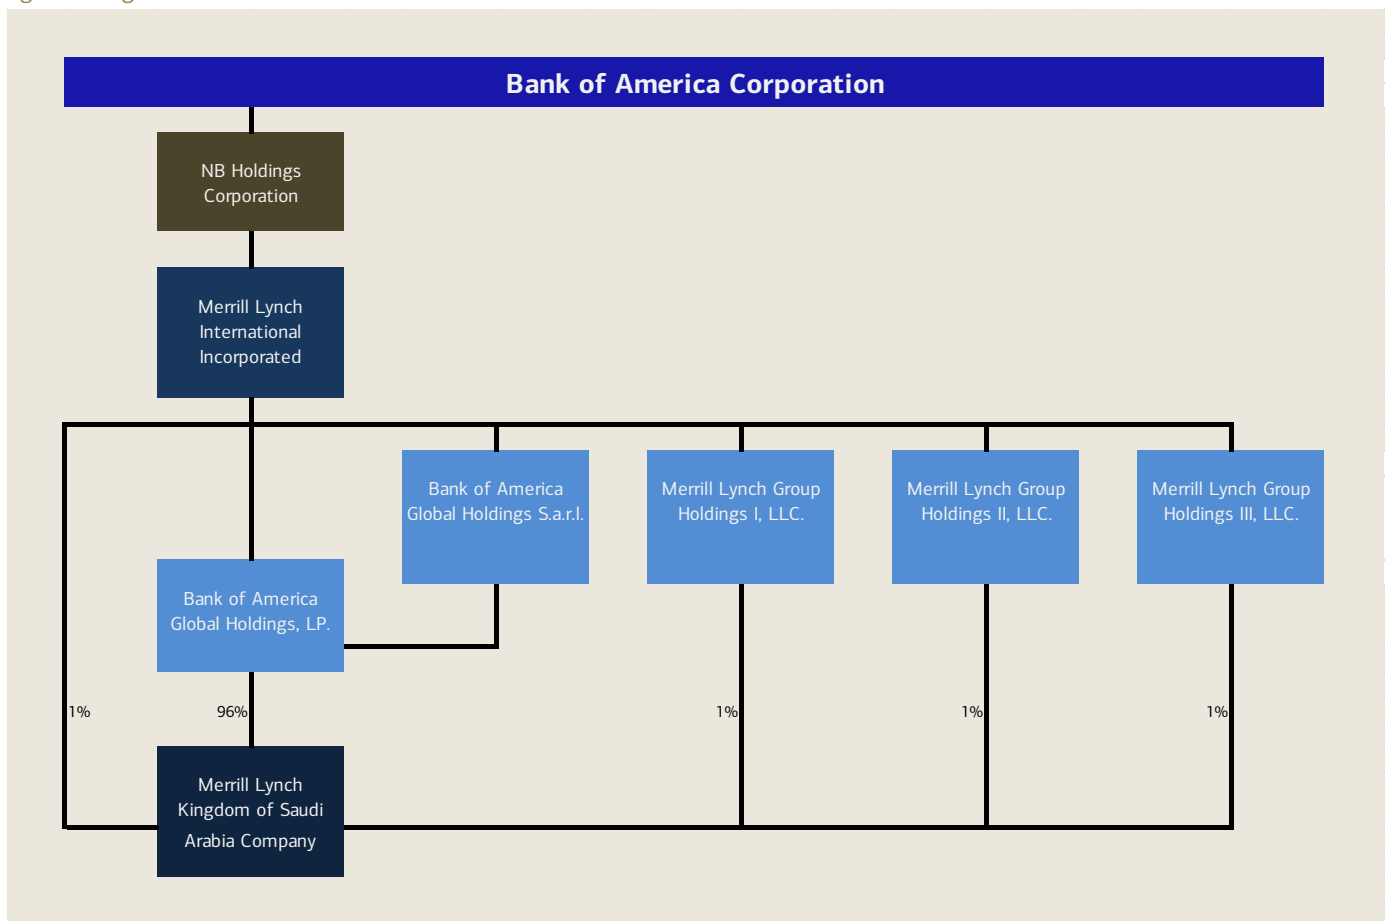 Bank of America Corporation
NB Holdings
Corporation
Merrill Lynch
International
Incorporated
Bank of America
Global Holdings S.a.r.l.
Merrill Lynch Group
Holdings I, LLC.
Merrill Lynch Group
Holdings II, LLC.
Merrill Lynch Group
Holdings III, LLC.
Bank of America
Global Holdings, LP.
1%
96%
1%
1%
1%
Merrill Lynch
Kingdom of Saudi
Arabia Company